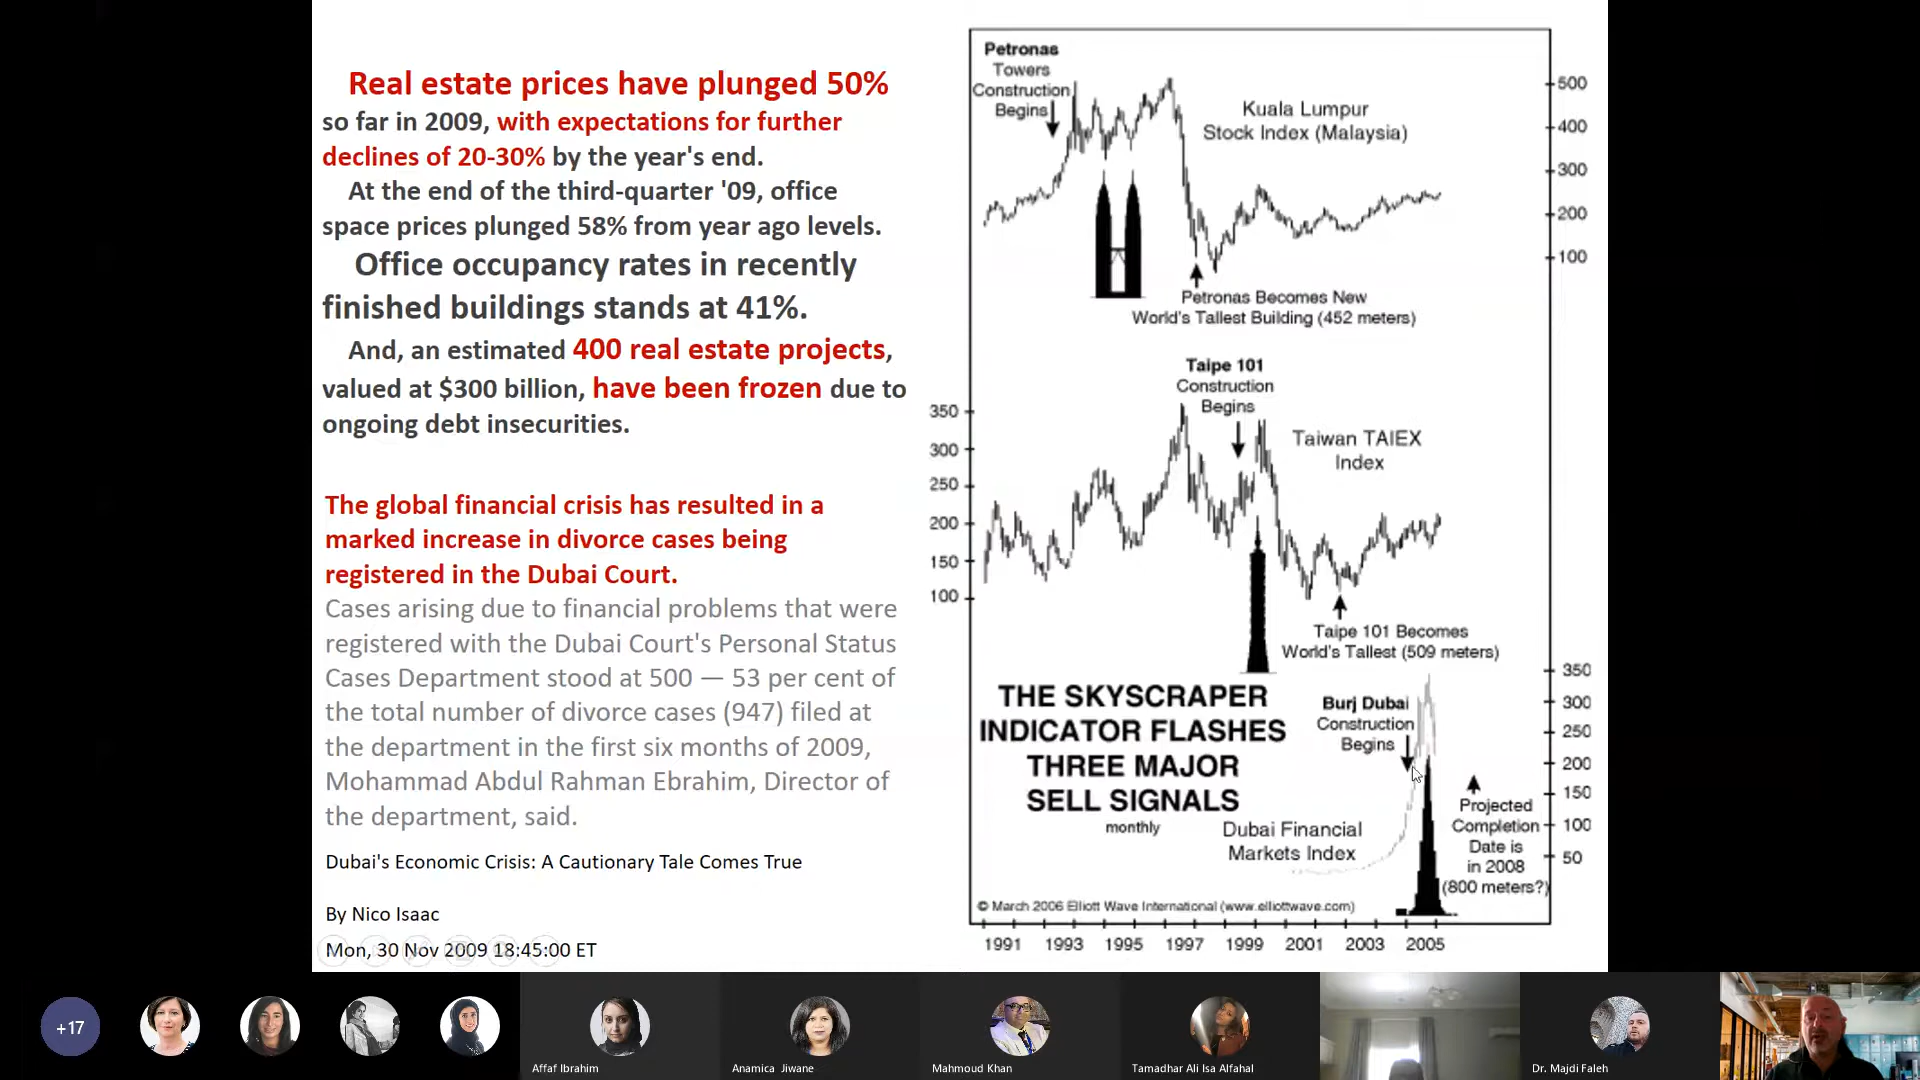 Real estate prices have plunged 50%
so far in 2009, with expectations for further
declines of 20-30% by the year's end.
At the end of the third-quarter '09, office
space prices plunged 58% from year ago levels.
Office occupancy rates in recently
finished buildings stands at 41%.
And, an estimated 400 real estate projects,
valued at $300 billion, have been frozen due to
ongoing debt insecurities.
The global financial crisis has resulted in a
marked increase in divorce cases being
registered in the Dubai Court.
Cases arising due to financial problems that were
registered with the Dubai Court's Personal Status
Cases Department stood at 500 — 53 per cent of
the total number of divorce cases (947) filed at
the department in the first six months of 2009,
Mohammad Abdul Rahman Ebrahim, Director of
the department, said.
Dubai's Economic Crisis: A Cautionary Tale Comes True
By Nico Isaac
Mon, 30 Nov 2009 18:45:00 ET
Petronas
Towers
Construction
Begins
Kuala Lumpur
Stock Index (Malaysia)
500
400
300
200
100
Petronas Becomes New
World's Tallest Building (452 meters)
Taipe 101
Construction
Begins
350
300
250
200
150
100
Taiwan TAIEX
Index
Taipe 101 Becomes
World's Tallest (509 meters)
THE SKYSCRAPER
INDICATOR FLASHES
THREE MAJOR
SELL SIGNALS
monthly
Burj Dubai
Construction
Begins
Dubai Financial
Markets Index
350
300
250
200
150
100
50
Projected
Completion
Date is
in 2008
(800 meters?)
© March 2006 Elliott Wave International (www.elliottwave.com)
1991 1993 1995 1997 1999 2001 2003 2005
+17
Affaf Ibrahim
Anamica Jiwane
Mahmoud Khan
Tamadhar Ali Isa Alfahal
Dr. Majdi Faleh